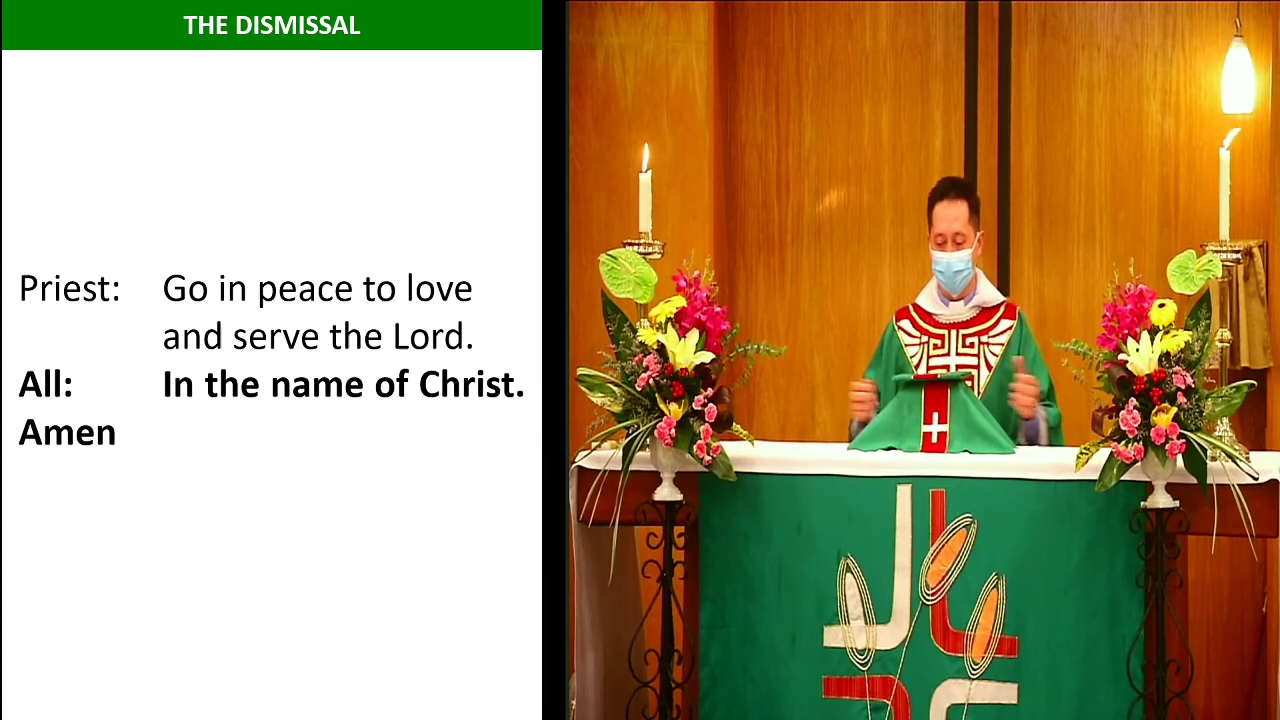 THE DISMISSAL
Priest: Go in peace to love
and serve the Lord.
All: In the name of Christ.
Amen